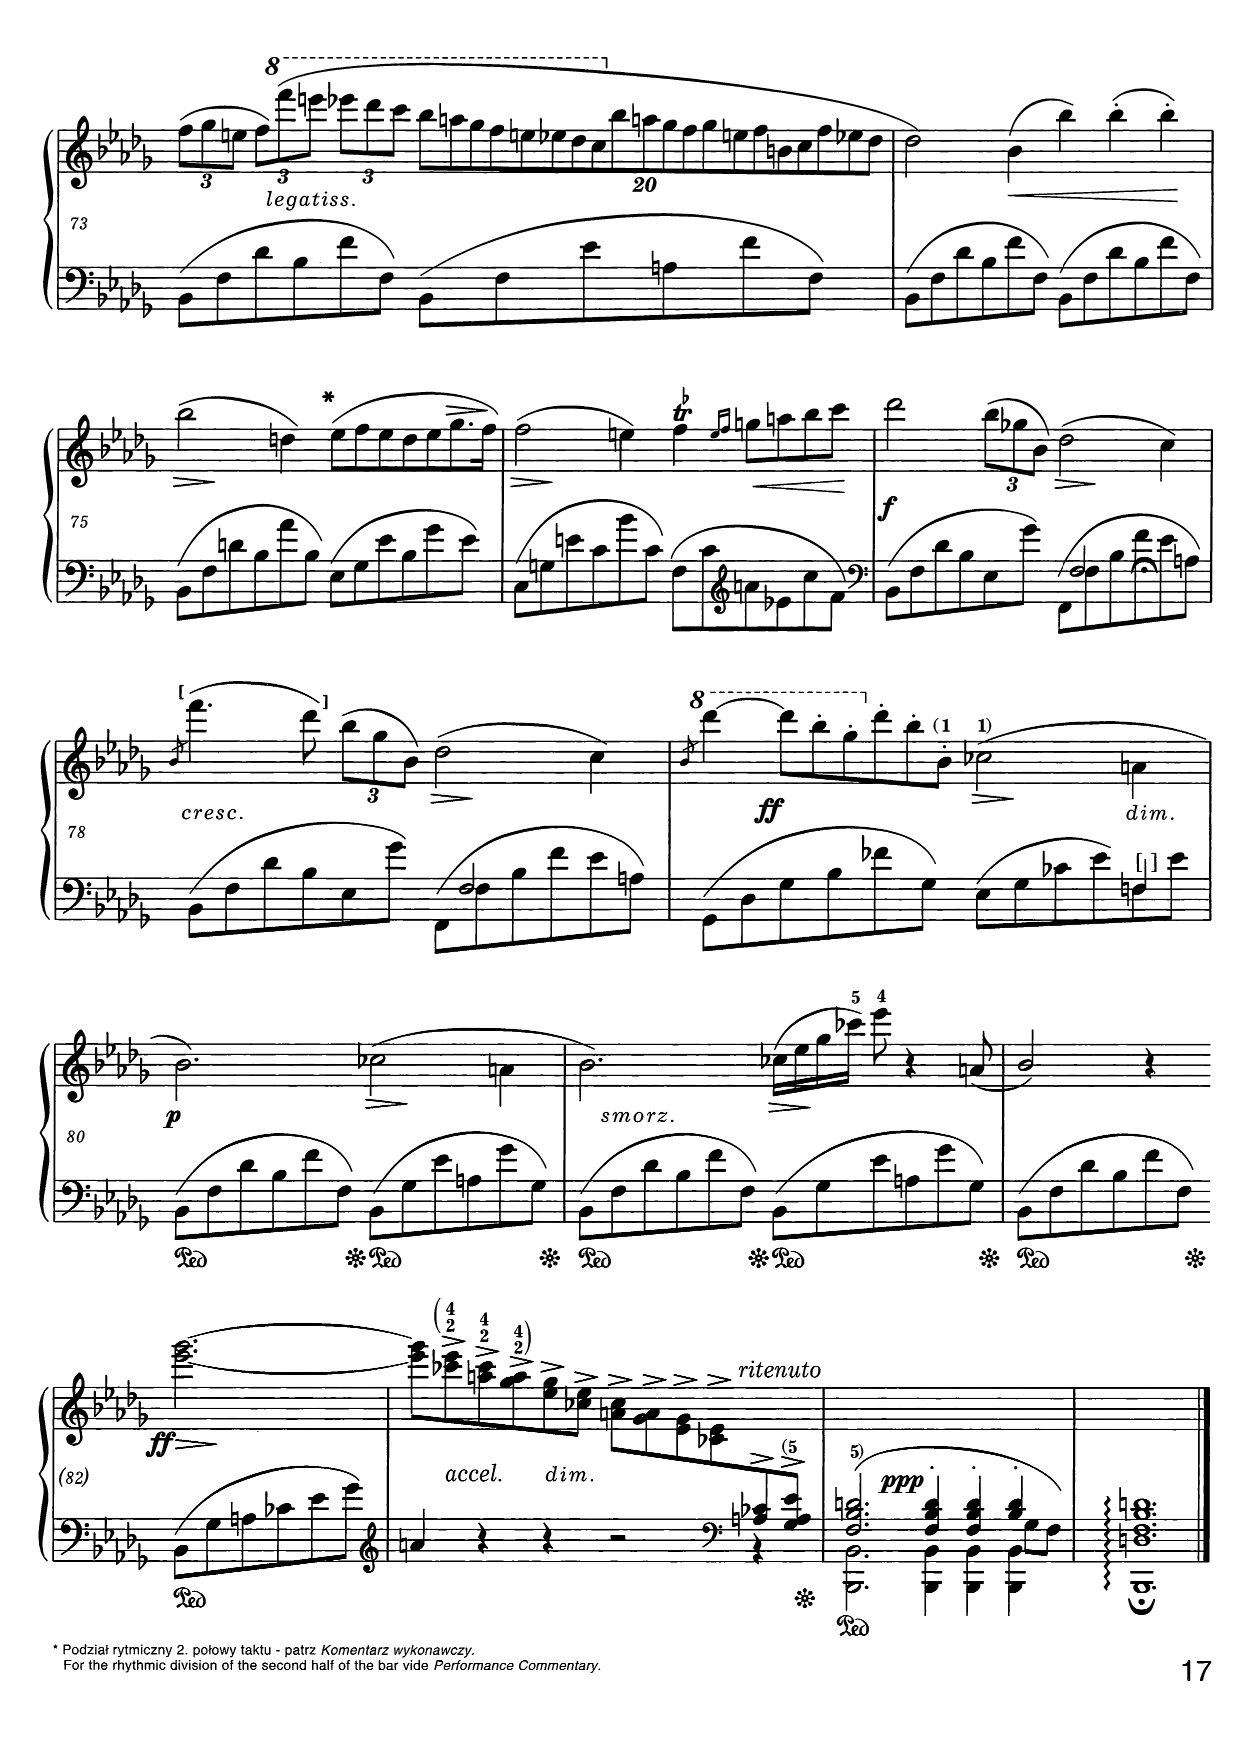 8
3 3 3 20
legatiss.
73
*
tr
3
75
f
[ ] 8 (1 1)
3
cresc. ff dim.
78
[ ]
5 4
p smorz.
80
Ped Ped Ped Ped Ped
(4 4 4)
2 2 2
ritenuto
ff
(82) accel. dim. (5 5) ppp
Ped Ped
* Podział rytmiczny 2. połowy taktu - patrz Komentarz wykonawczy.
For the rhythmic division of the second half of the bar vide Performance Commentary.
17